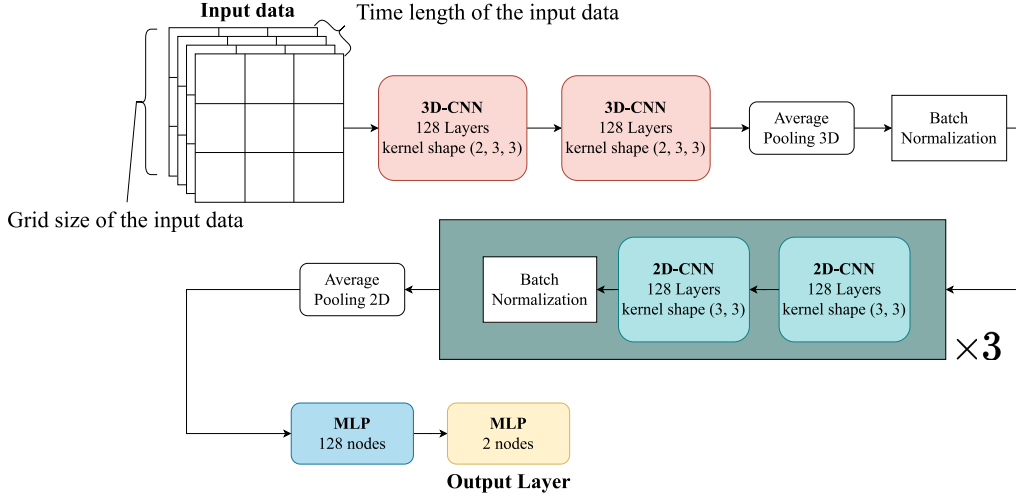 Input data
Time length of the input data
3D-CNN
128 Layers
kernel shape (2, 3, 3)
3D-CNN
128 Layers
kernel shape (2, 3, 3)
Average
Pooling 3D
Batch
Normalization
Grid size of the input data
Average
Pooling 2D
Batch
Normalization
2D-CNN
128 Layers
kernel shape (3, 3)
2D-CNN
128 Layers
kernel shape (3, 3)
×3
MLP
128 nodes
MLP
2 nodes
Output Layer